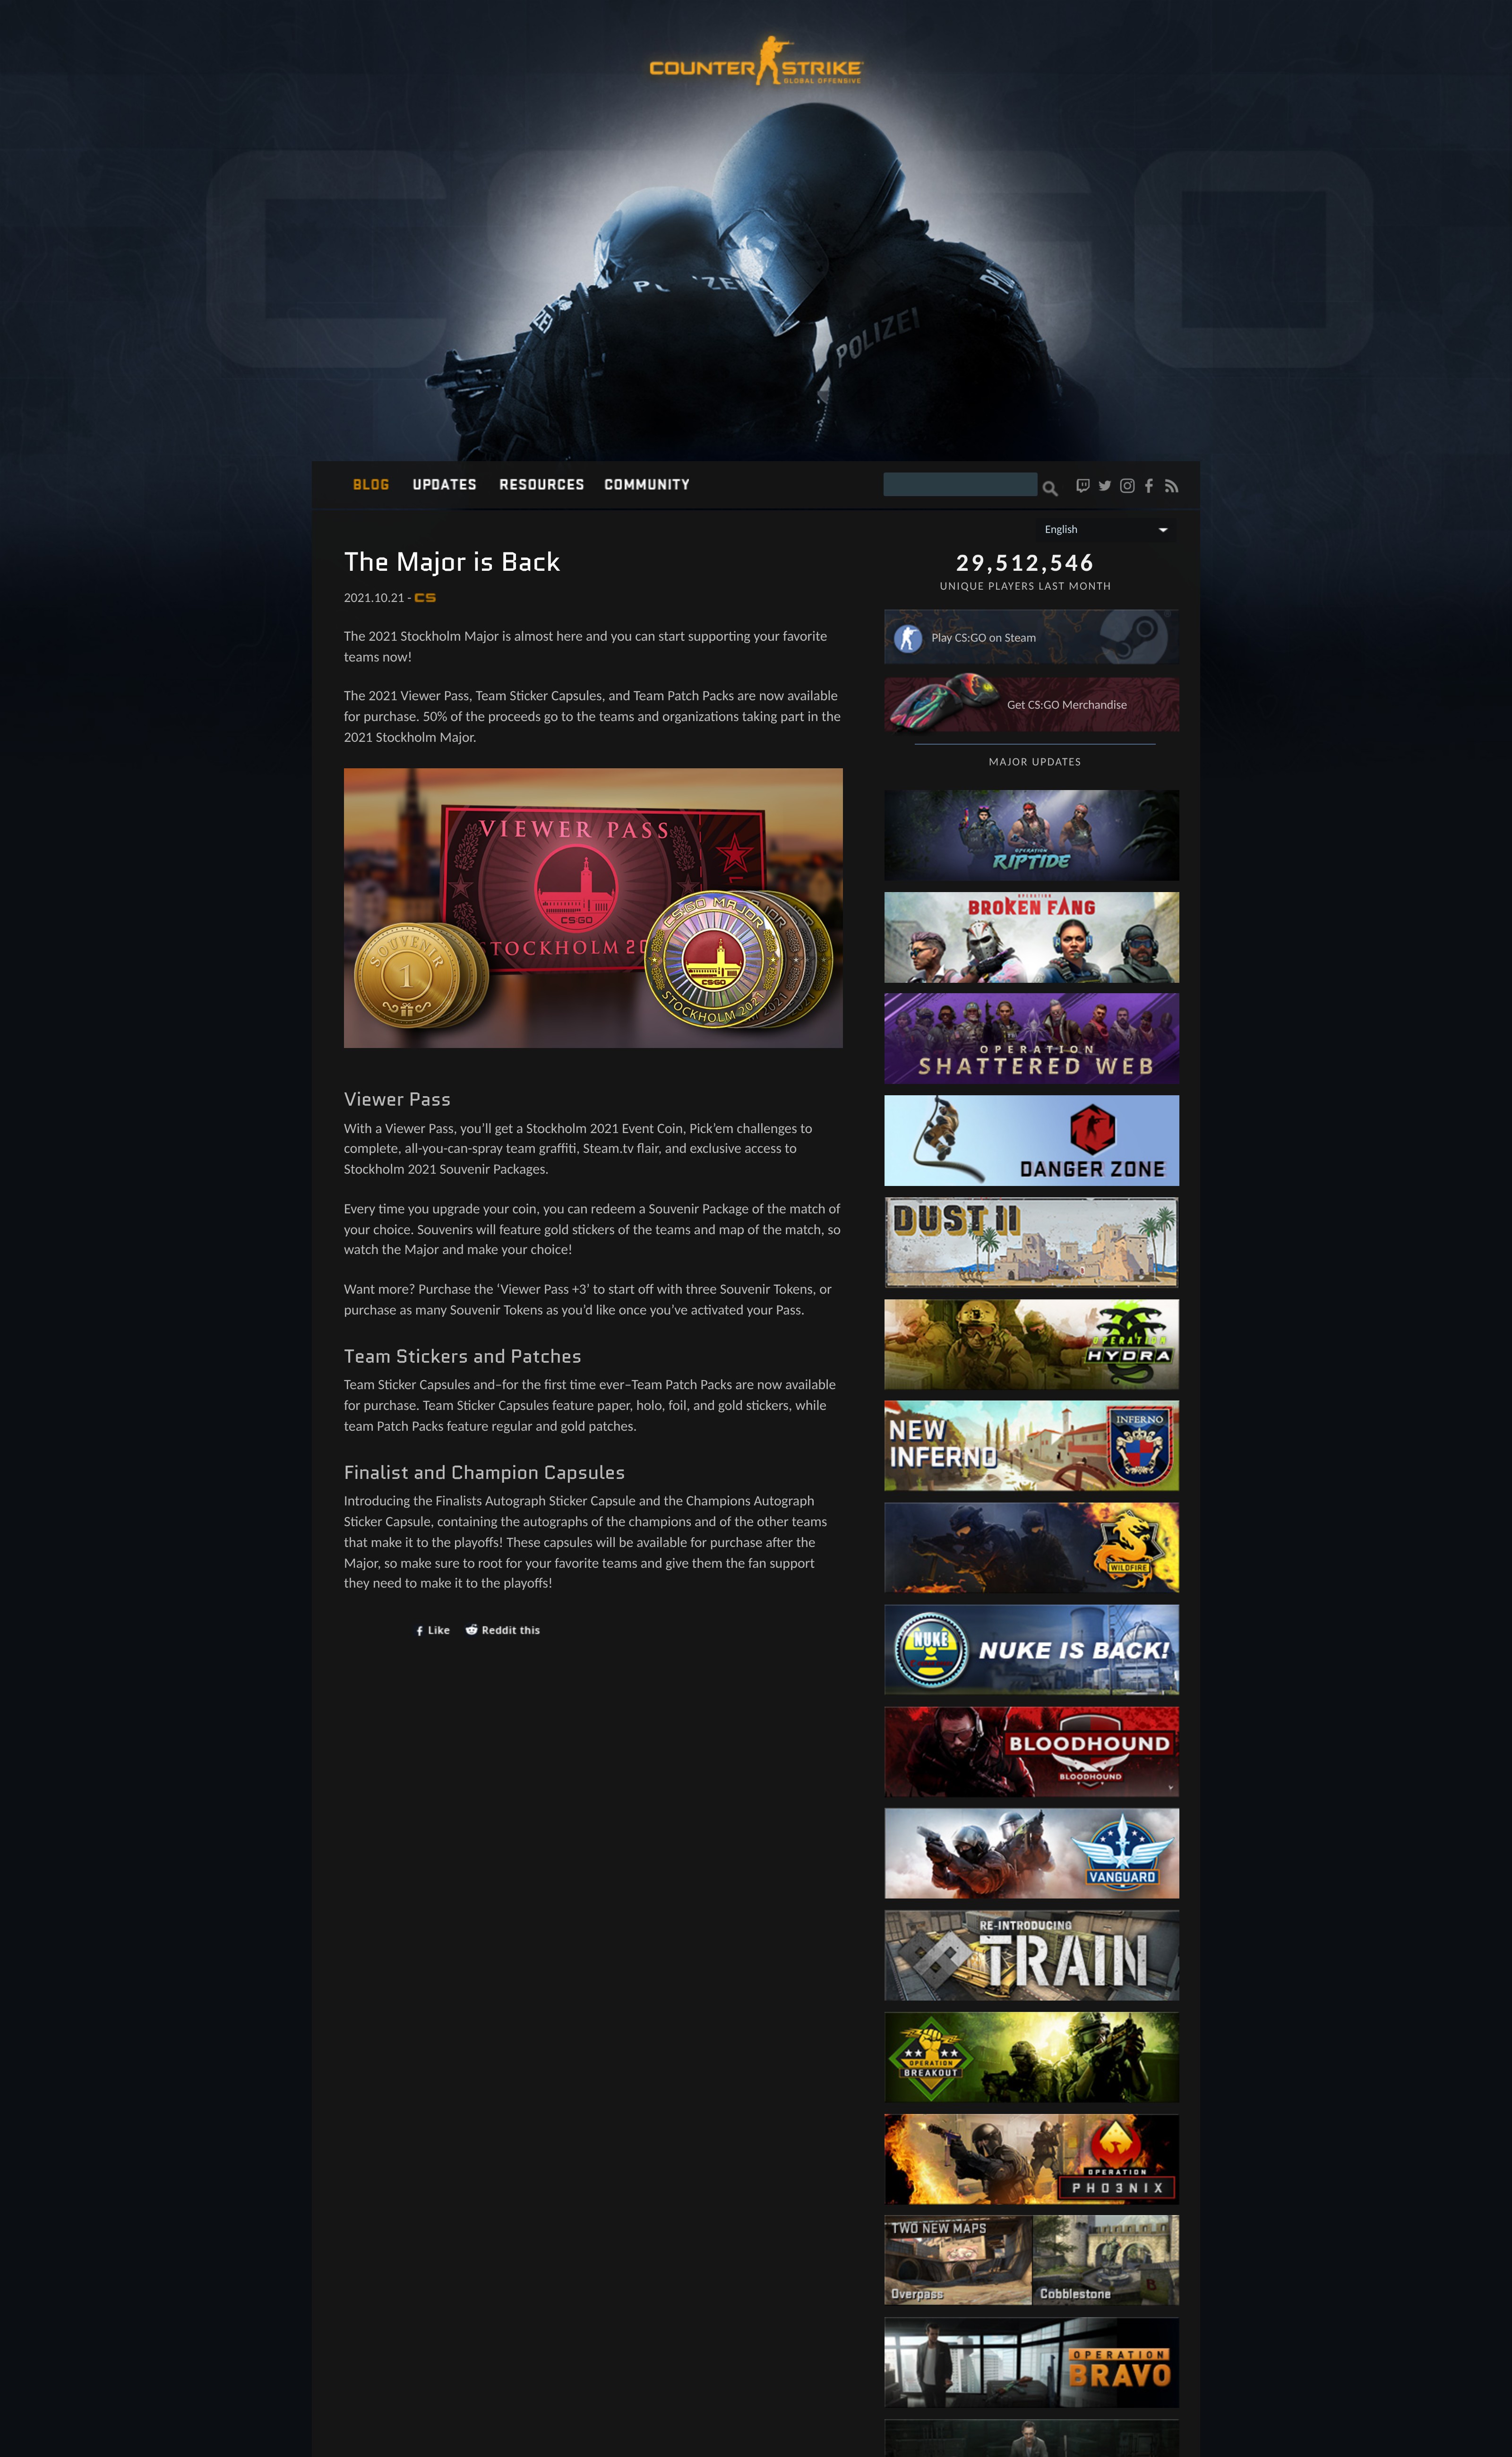 COUNTER STRIKE
GLOBAL OFFENSIVE
CSGO
POLIZEI
BLOG UPDATES RESOURCES COMMUNITY
English
The Major is Back
2021.10.21 - CS
The 2021 Stockholm Major is almost here and you can start supporting your favorite
teams now!
The 2021 Viewer Pass, Team Sticker Capsules, and Team Patch Packs are now available
for purchase. 50% of the proceeds go to the teams and organizations taking part in the
2021 Stockholm Major.
VIEWER PASS
CS:GO
STOCKHOLM 20
SOUVENIR
1
CS:GO MAJOR
CS:GO
STOCKHOLM 2021
Viewer Pass
With a Viewer Pass, you’ll get a Stockholm 2021 Event Coin, Pick’em challenges to
complete, all-you-can-spray team graffiti, Steam.tv flair, and exclusive access to
Stockholm 2021 Souvenir Packages.
Every time you upgrade your coin, you can redeem a Souvenir Package of the match of
your choice. Souvenirs will feature gold stickers of the teams and map of the match, so
watch the Major and make your choice!
Want more? Purchase the ‘Viewer Pass +3’ to start off with three Souvenir Tokens, or
purchase as many Souvenir Tokens as you’d like once you’ve activated your Pass.
Team Stickers and Patches
Team Sticker Capsules and–for the first time ever–Team Patch Packs are now available
for purchase. Team Sticker Capsules feature paper, holo, foil, and gold stickers, while
team Patch Packs feature regular and gold patches.
Finalist and Champion Capsules
Introducing the Finalists Autograph Sticker Capsule and the Champions Autograph
Sticker Capsule, containing the autographs of the champions and of the other teams
that make it to the playoffs! These capsules will be available for purchase after the
Major, so make sure to root for your favorite teams and give them the fan support
they need to make it to the playoffs!
Like Reddit this
29,512,546
UNIQUE PLAYERS LAST MONTH
Play CS:GO on Steam
Get CS:GO Merchandise
MAJOR UPDATES
OPERATION
RIPTIDE
OPERATION
BROKEN FANG
OPERATION
SHATTERED WEB
DANGER ZONE
DUST II
OPERATION
HYDRA
NEW
INFERNO
INFERNO
WILDFIRE
NUKE
NUKE IS BACK!
BLOODHOUND
BLOODHOUND
VANGUARD
RE-INTRODUCING
TRAIN
OPERATION
BREAKOUT
OPERATION
PHO3NIX
TWO NEW MAPS
Overpass Cobblestone
B
OPERATION
BRAVO